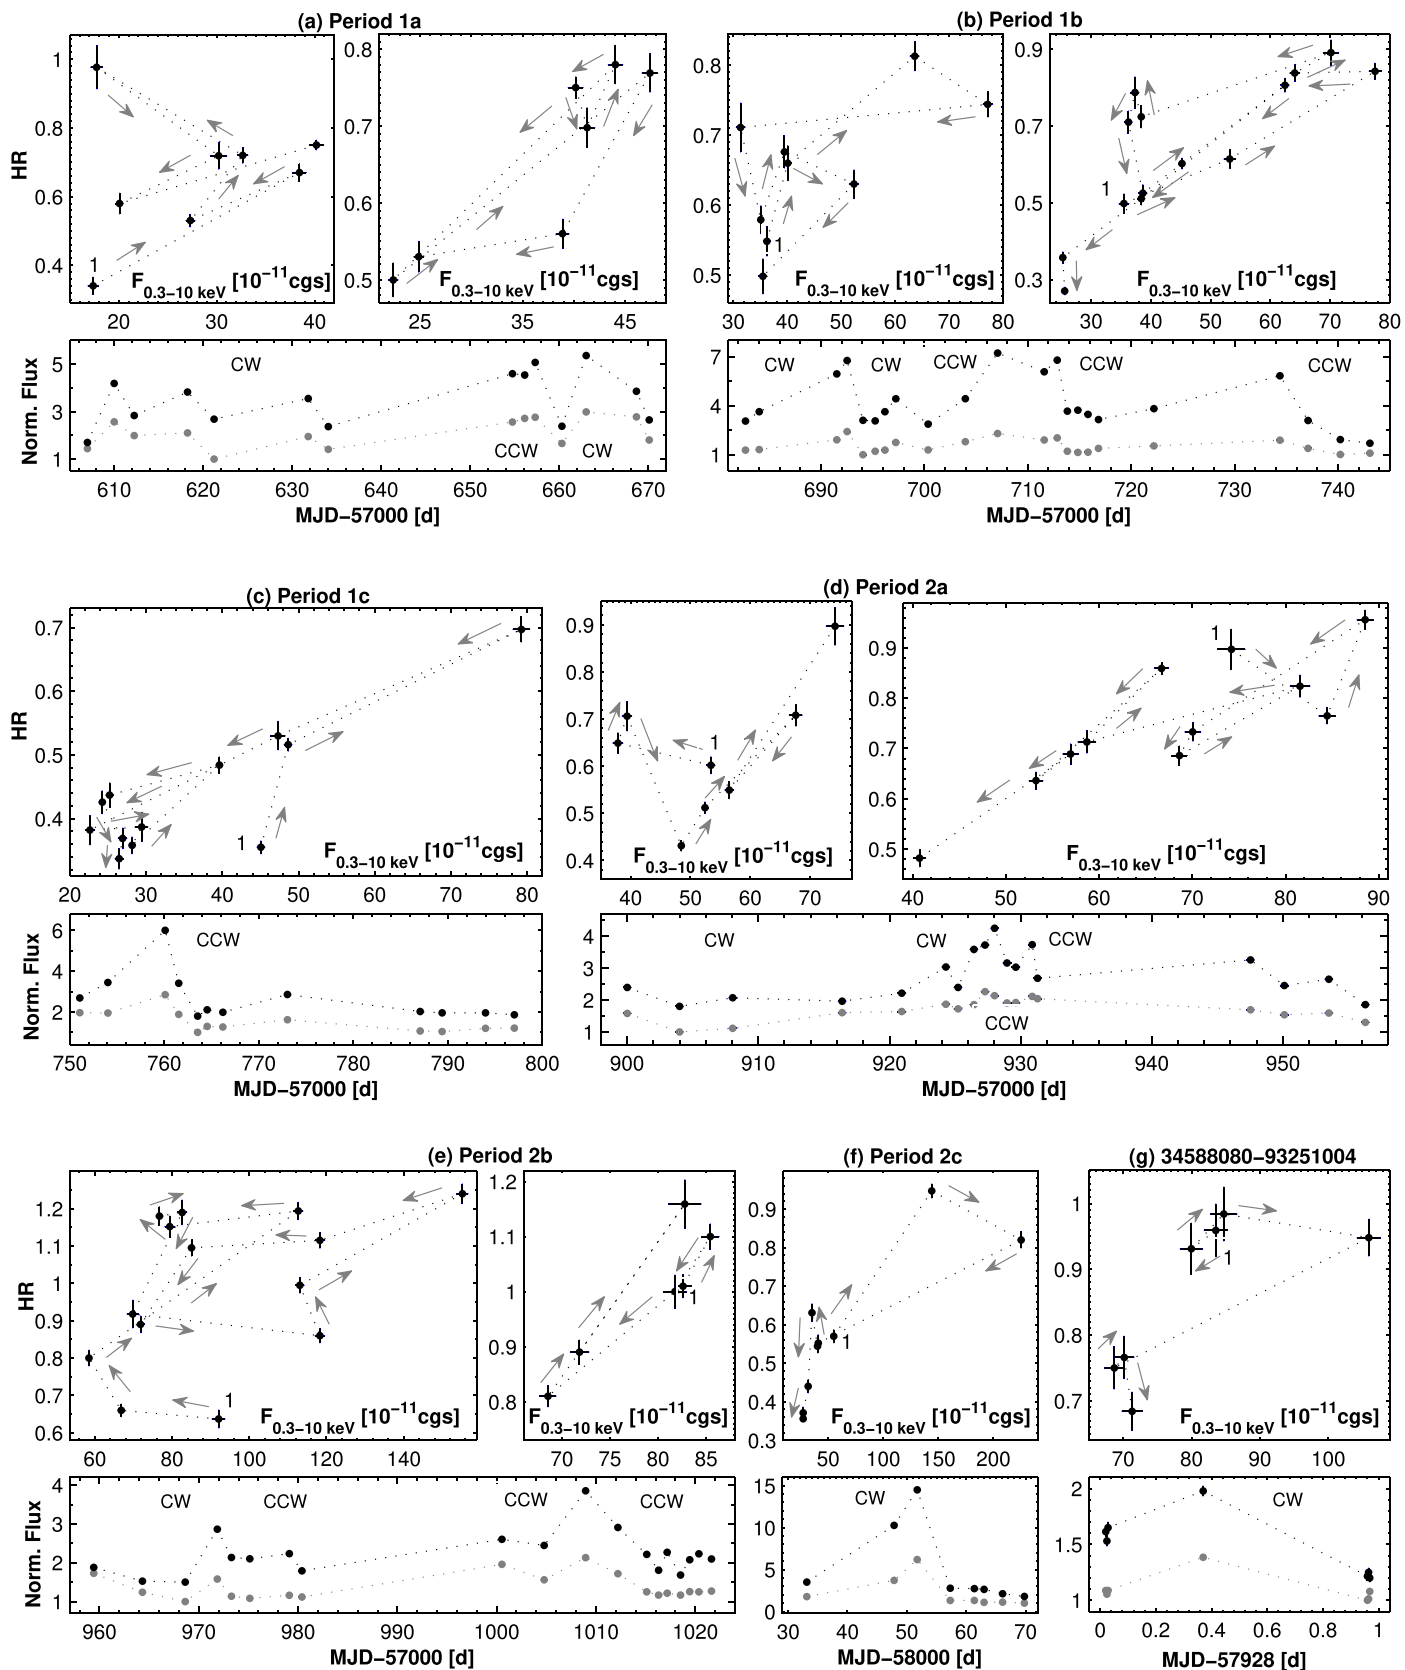 (a) Period 1a
(b) Period 1b
HR
1
0.8
0.6
0.4
1
F0.3−10 keV [10−11cgs]
20 30 40
0.8
0.7
0.6
0.5
F0.3−10 keV [10−11cgs]
25 35 45
0.8
0.7
0.6
0.5
1
F0.3−10 keV [10−11cgs]
30 40 50 60 70 80
0.9
0.7
0.5
0.3
1
F0.3−10 keV [10−11cgs]
30 40 50 60 70 80
Norm. Flux
5
3
1
CW
CCW CW
610 620 630 640 650 660 670
MJD−57000 [d]
7
4
1
CW CW CCW CCW CCW
690 700 710 720 730 740
MJD−57000 [d]
(c) Period 1c
(d) Period 2a
HR
0.7
0.6
0.5
0.4
1
F0.3−10 keV [10−11cgs]
20 30 40 50 60 70 80
0.9
0.8
0.7
0.6
0.5
0.4
1
F0.3−10 keV [10−11cgs]
40 50 60 70
0.9
0.8
0.7
0.6
0.5
1
F0.3−10 keV [10−11cgs]
40 50 60 70 80 90
Norm. Flux
6
4
2
CCW
750 760 770 780 790 800
MJD−57000 [d]
4
3
2
1
CW CW CCW
CCW
900 910 920 930 940 950
MJD−57000 [d]
(e) Period 2b
(f) Period 2c
(g) 34588080−93251004
HR
1.2
1.1
1
0.9
0.8
0.7
0.6
1
F0.3−10 keV [10−11cgs]
60 80 100 120 140
1.2
1.1
1
0.9
0.8
1
F0.3−10 keV [10−11cgs]
70 75 80 85
1
0.9
0.8
0.7
0.6
0.5
0.4
0.3
1
F0.3−10 keV [10−11cgs]
50 100 150 200
1
0.9
0.8
0.7
1
F0.3−10 keV [10−11cgs]
70 80 90 100
Norm. Flux
4
3
2
1
CW CCW CCW CCW
960 970 980 990 1000 1010 1020
MJD−57000 [d]
15
10
5
0
CW
30 40 50 60 70
MJD−58000 [d]
2
1.5
1
CW
0 0.2 0.4 0.6 0.8 1
MJD−57928 [d]